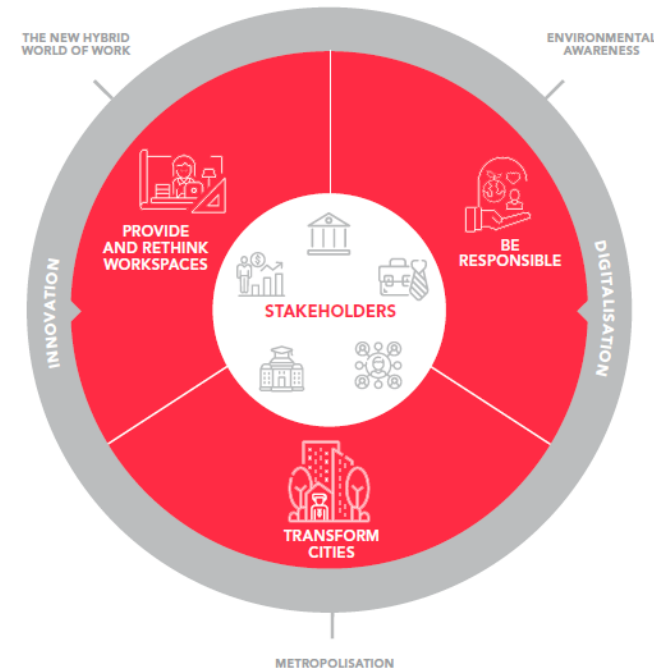 THE NEW HYBRID
WORLD OF WORK
ENVIRONMENTAL
AWARENESS
PROVIDE
AND RETHINK
WORKSPACES
BE
RESPONSIBLE
INNOVATION
DIGITALISATION
STAKEHOLDERS
TRANSFORM
CITIES
METROPOLISATION